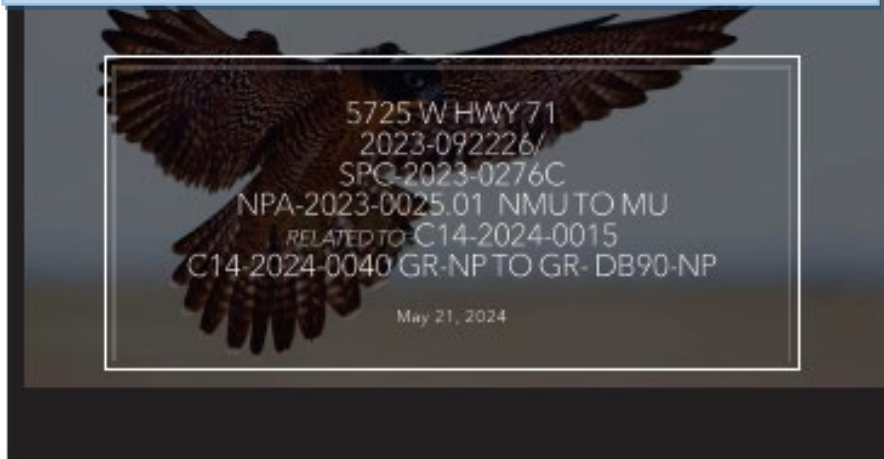 5725 W HWY 71
2023-092226/
SPC-2023-0276C
NPA-2023-0025.01 NMU TO MU
RELATED TO C14-2024-0015
C14-2024-0040 GR-NP TO GR- DB90-NP
May 21, 2024